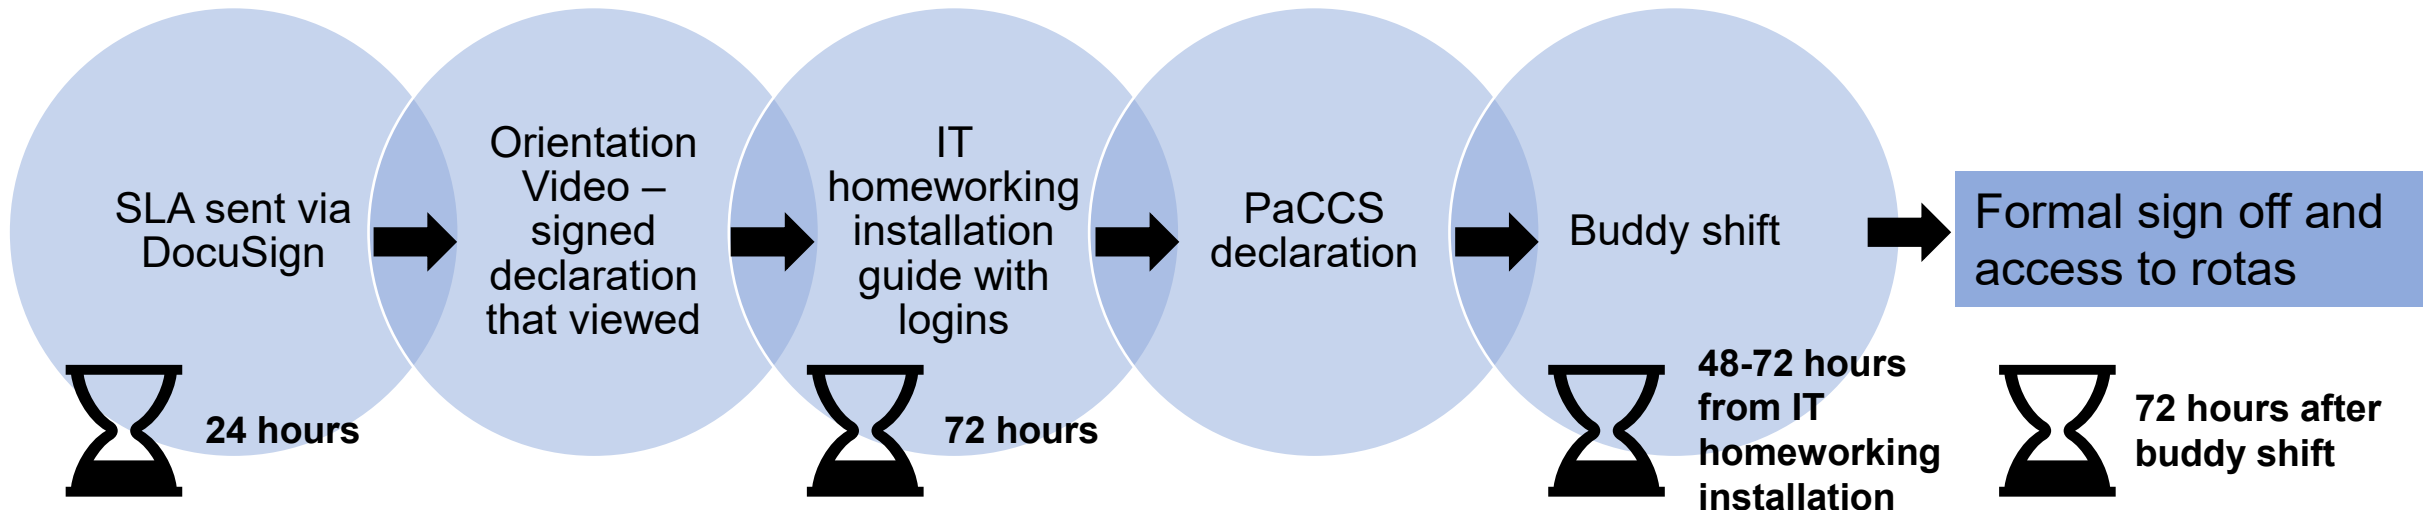 SLA sent via
DocuSign
Orientation
Video –
signed
declaration
that viewed
IT
homeworking
installation
guide with
logins
PaCCS
declaration
Buddy shift
Formal sign off and
access to rotas
24 hours
72 hours
48-72 hours
from IT
homeworking
installation
72 hours after
buddy shift